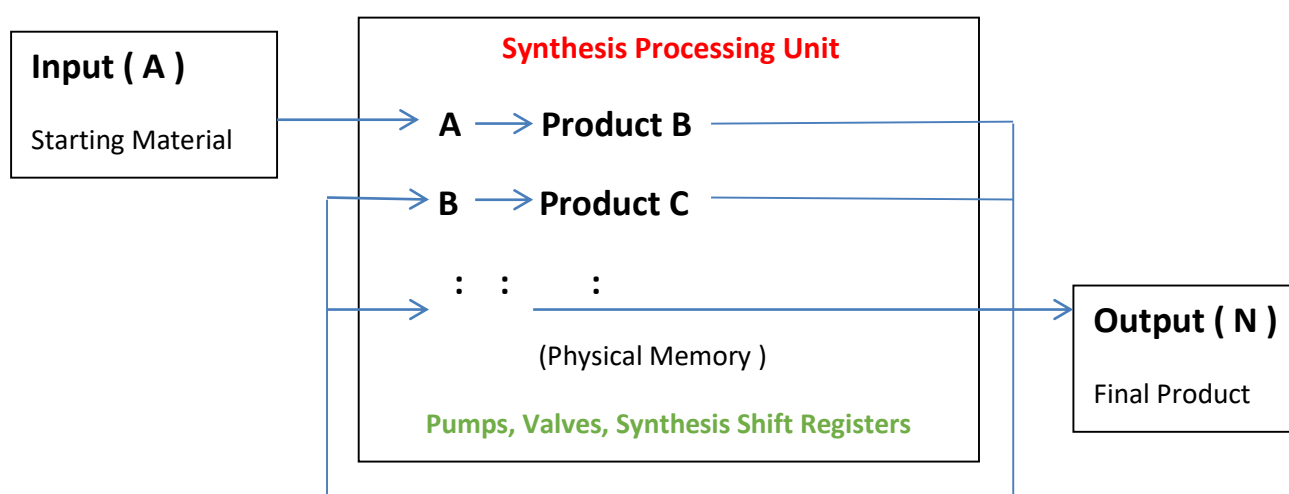 Synthesis Processing Unit
Input ( A )
Starting Material
A Product B
B Product C
: : :
Output ( N )
Final Product
(Physical Memory )
Pumps, Valves, Synthesis Shift Registers